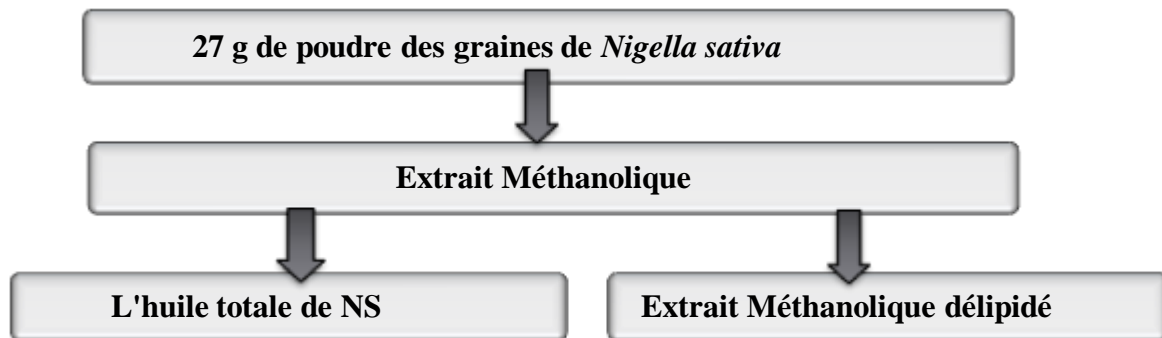 27 g de poudre des graines de Nigella sativa
Extrait Méthanolique
L'huile totale de NS
Extrait Méthanolique délipidé